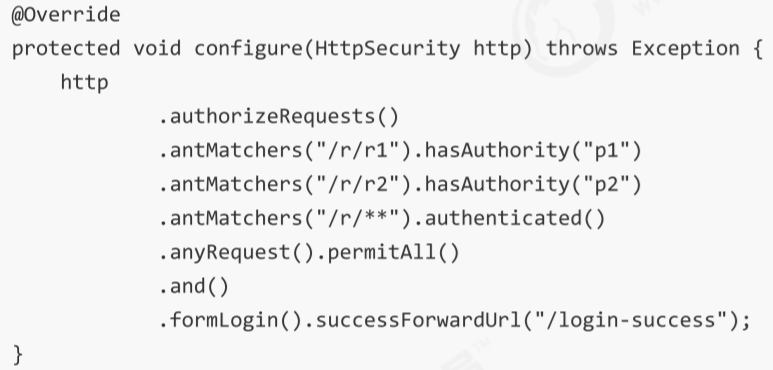 @Override
protected void configure(HttpSecurity http) throws Exception {
    http
            .authorizeRequests()
            .antMatchers("/r/r1").hasAuthority("p1")
            .antMatchers("/r/r2").hasAuthority("p2")
            .antMatchers("/r/**").authenticated()
            .anyRequest().permitAll()
            .and()
            .formLogin().successForwardUrl("/login-success");
}